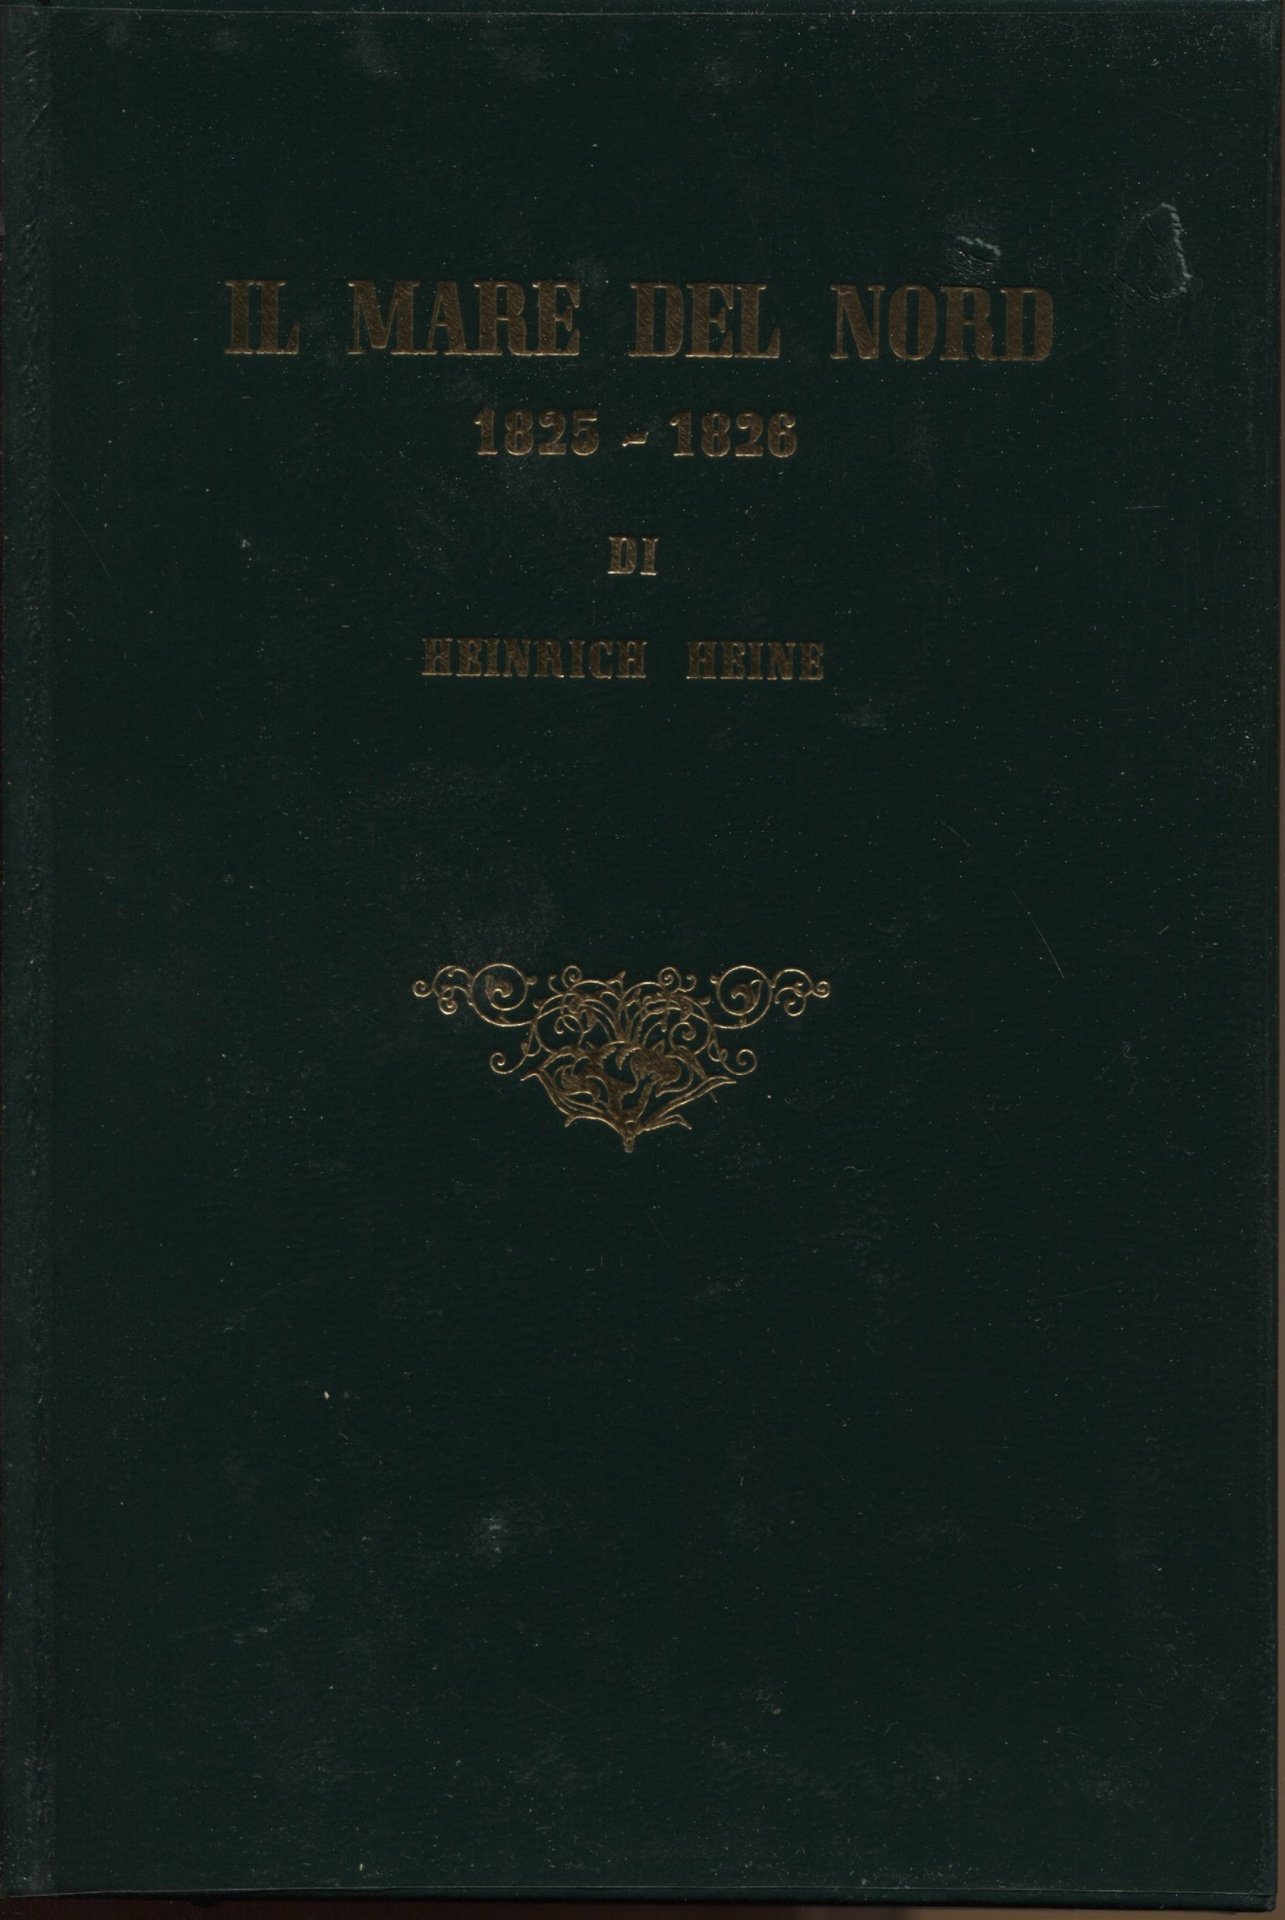 IL MARE DEL NORD
1825 - 1826
DI
HEINRICH HEINE